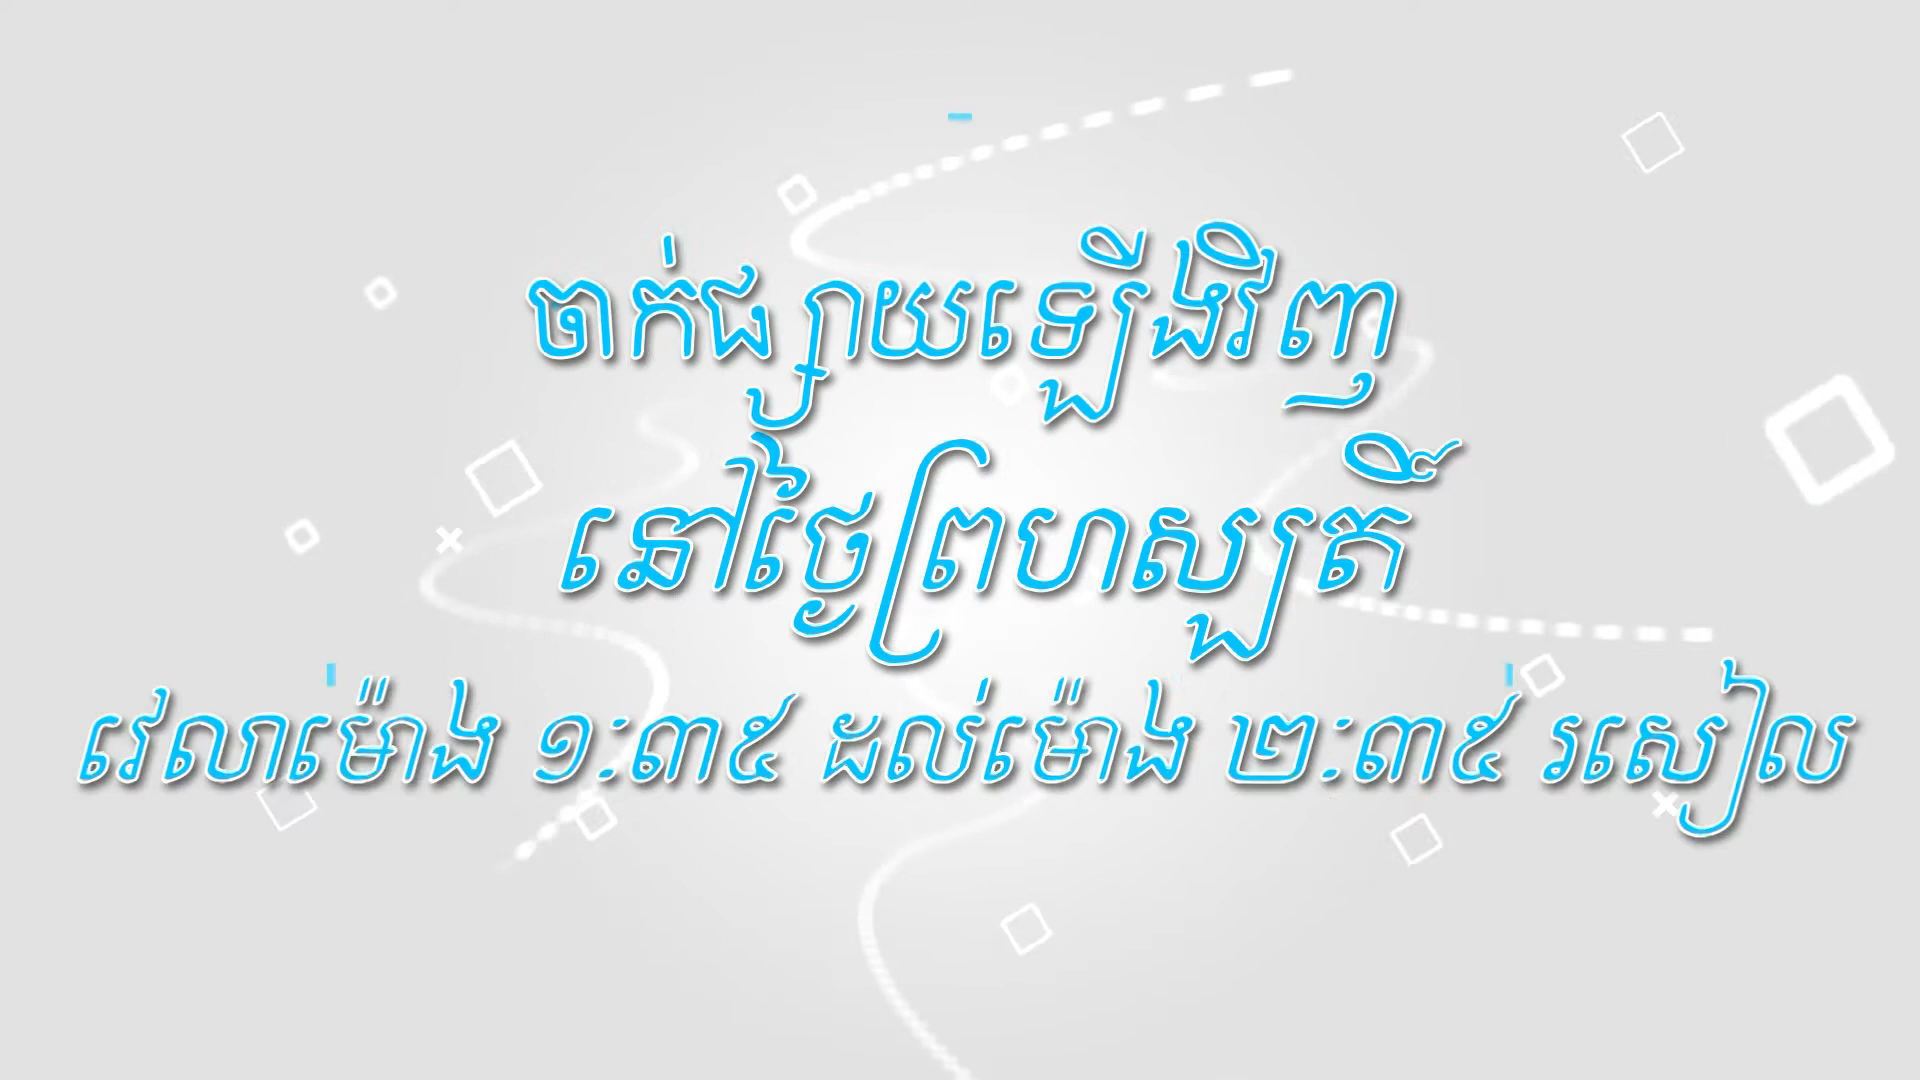 ចាក់ផ្សាយឡើងវិញ
នៅថ្ងៃព្រហស្បតិ៍
វេលាម៉ោង ១:៣៥ ដល់ម៉ោង ២:៣៥ រសៀល